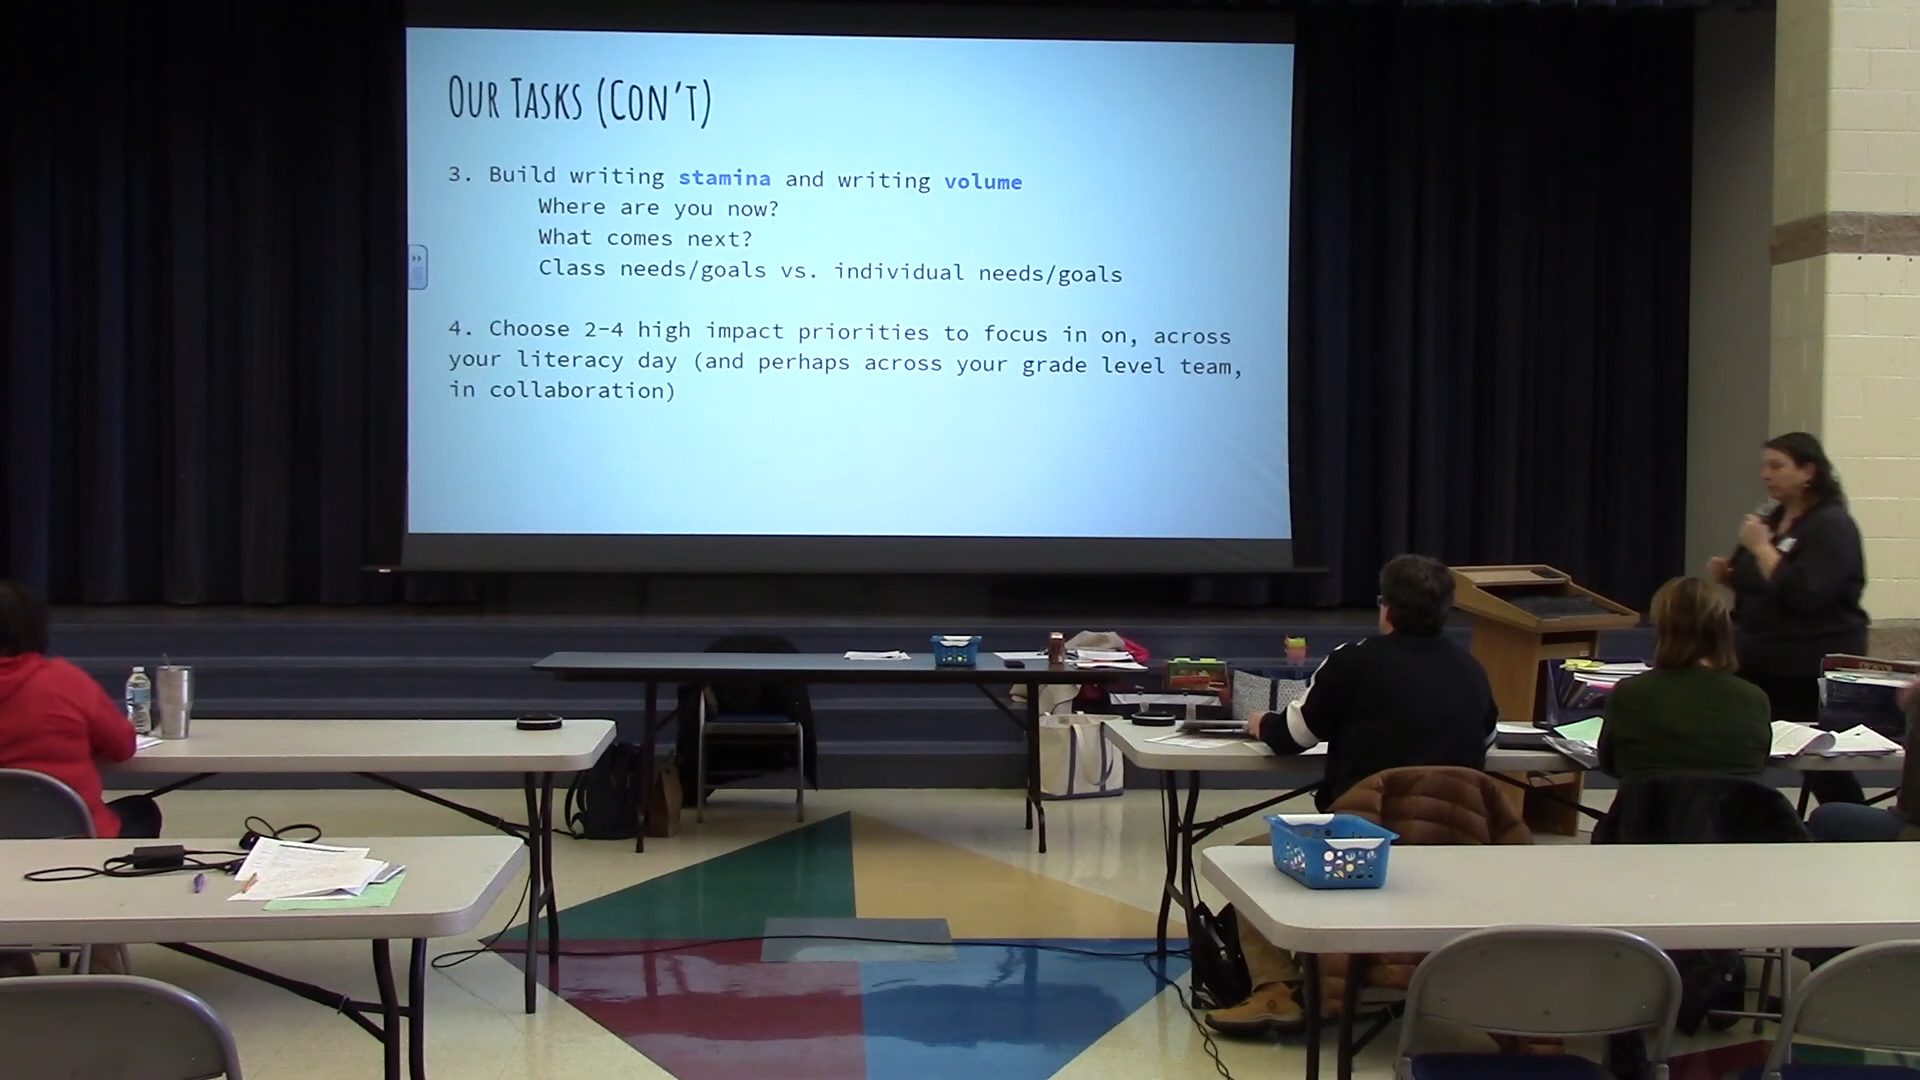 OUR TASKS (CON'T)
3. Build writing stamina and writing volume
Where are you now?
What comes next?
Class needs/goals vs. individual needs/goals
4. Choose 2-4 high impact priorities to focus in on, across
your literacy day (and perhaps across your grade level team,
in collaboration)